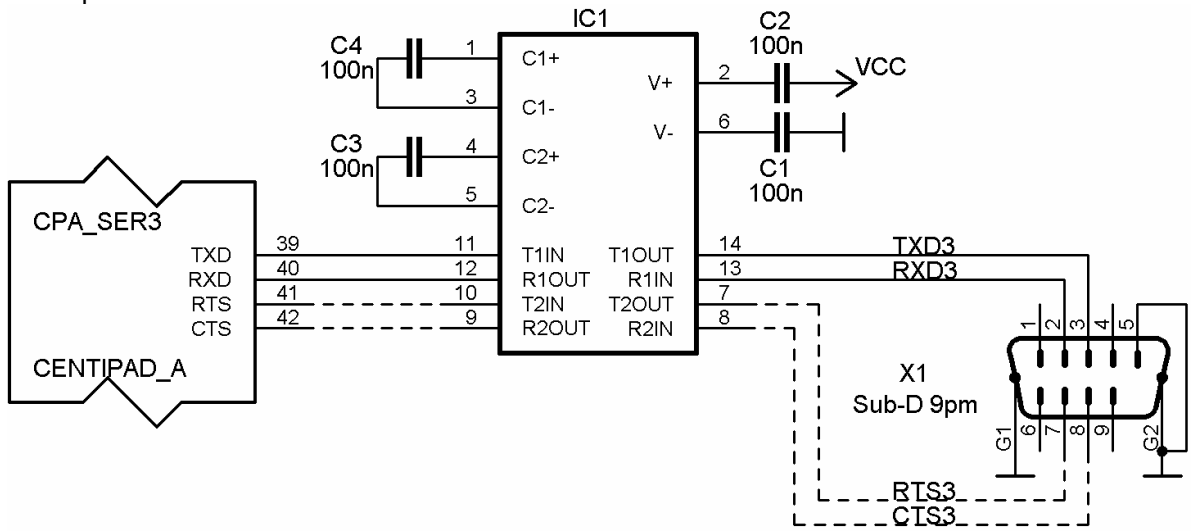 IC1
C4
100n
1
3
C1+
C1-
C3
100n
4
5
C2+
C2-
V+
V-
2
6
C2
100n
VCC
C1
100n
CPA_SER3
TXD 39 11 T1IN T1OUT 14 TXD3
RXD 40 12 R1OUT R1IN 13 RXD3
RTS 41 10 T2IN T2OUT 7
CTS 42 9 R2OUT R2IN 8
CENTIPAD_A
X1
Sub-D 9pm
1 2 3 4 5
G1 6 7 8 9 G2
RTS3
CTS3